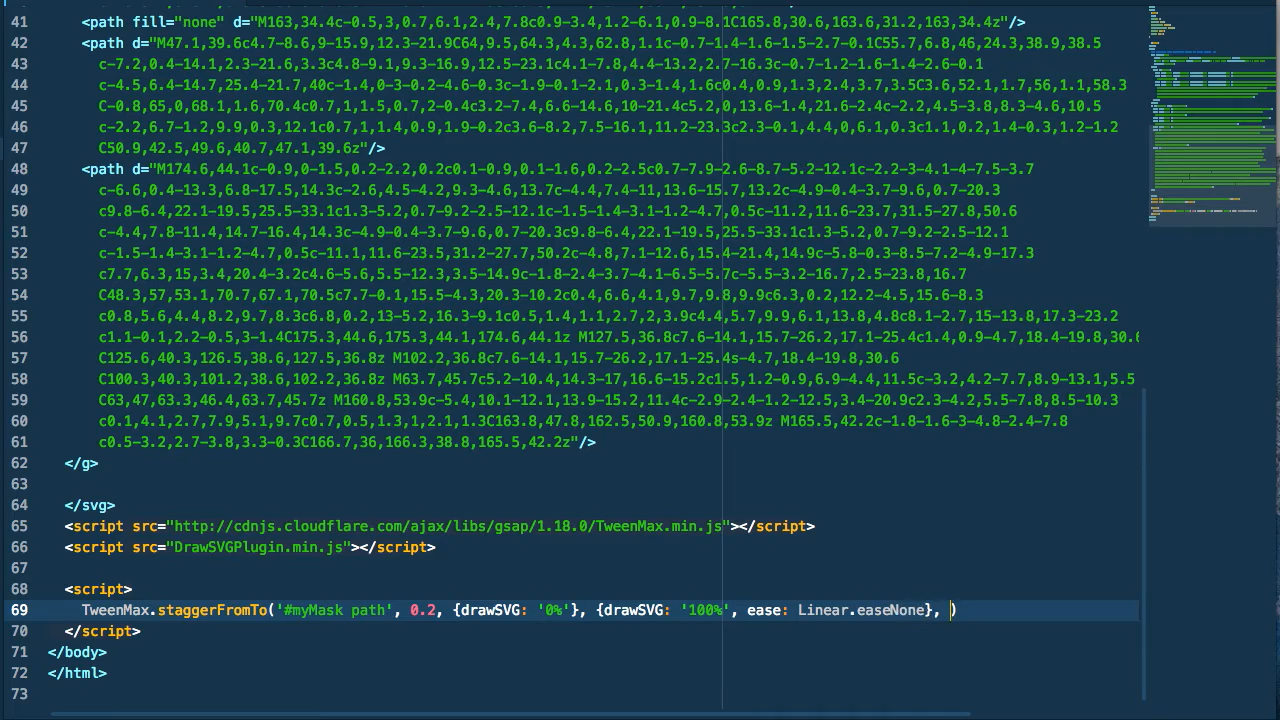 41 <path fill="none" d="M163,34.4c-0.5,3,0.7,6.1,2.4,7.8c0.9-3.4,1.2-6.1,0.9-8.1C165.8,30.6,163.6,31.2,163,34.4z"/>
42 <path d="M47.1,39.6c4.7-8.6,9-15.9,12.3-21.9C64,9.5,64.3,4.3,62.8,1.1c-0.7-1.4-1.6-1.5-2.7-0.1C55.7,6.8,46,24.3,38.9,38.5
43 c-7.2,0.4-14.1,2.3-21.6,3.3c4.8-9.1,9.3-16.8,12.2-23.1c4.1-7.8,4.4-13.2,2.6-16.3c-0.7-1.2-1.6-1.4-2.6-0.1
44 c-4.5,6.4-14.7,25.4-21.7,40c-1.4,0-3-0.2-4.6-0.3c-1.9-0.1-2.1,0.3-1.4,1.6c0.4,0.9,1.3,2.4,3.7,355C3.6,52.1,1.7,56,1.1,58.3
45 C-0.8,65,0,68.1,1.6,70.4c0.7,1,1.5,0.7,2-0.4c3.2-7.4,6.6-14.6,10-21.4c5.2,0,13.6-1.4,21.6-2.4c-2.2,4.5-3.8,8.3-4.6,10.5
46 c-2.2,6.7-1.2,9.9,0.3,12.1c0.7,1,1.4,0.9,1.9-0.2c3.6-8.2,7.5-16.1,11.2-23.3c2.3-0.1,4.4,0,6.1,0.3c1.1,0.2,1.4-0.3,1.2-1.2
47 C50.9,42.5,49.6,40.7,47.1,39.6z"/>
48 <path d="M174.6,44.1c-0.9,0-1.5,0.2-2.2,0.2c0.1-0.9,0.1-1.6,0.2-2.5c0.7-7.9-2.6-8.7-5.2-12.1c-2.2-3-4.1-4-7.5-3.7
49 c-6.6,0.4-13.3,6.8-17.5,14.3c-2.6,4.5-4.2,9.3-4.6,13.7c-4.4,7.4-11,13.6-15.7,13.2c-4.9-0.4-3.7-9.6,0.7-20.3
50 c9.8-6.4,22.1-19.5,25.5-33.1c1.3-5.2,0.7-9.2-2.5-12.1c-1.5-1.4-3.1-1.2-4.7,0.5c-11.2,11.6-23.7,31.5-27.8,50.6
51 c-4.4,7.8-11.4,14.7-16.4,14.3c-4.9-0.4-3.7-9.6,0.7-20.3c9.8-6.4,22.1-19.5,25.5-33.1c1.3-5.2,0.7-9.2-2.5-12.1
52 c-1.5-1.4-3.1-1.2-4.7,0.5c-11.1,11.6-23.5,31.2-27.7,50.2c-4.8,7.1-12.6,15.4-21.4,14.9c-5.8-0.3-8.5-7.2-4.9-17.3
53 c7.7,6.3,15,3.4,20.4-3.2c4.6-5.6,5.5-12.3,3.5-14.9c-1.8-2.4-3.7-4.1-6.5-5.7c-5.5-3.2-16.7,2.5-23.8,16.7
54 C48.3,57,53.1,70.7,67.1,70.5c7.7-0.1,15.5-4.3,20.3-10.2c0.4,6.6,4.1,9.7,9.8,9.9c6.3,0.2,12.2-4.5,15.6-8.3
55 c0.8,5.6,4.4,8.2,9.7,8.3c6.8,0.2,13-5.2,16.3-9.1c0.5,1.4,1.1,2.7,2,3.9c4.4,5.7,9.9,6.1,13.8,4.8c8.1-2.7,15-13.8,17.3-23.2
56 c1.1-0.1,2.2-0.5,3-1.4C175.3,44.6,175.3,44.1,174.6,44.1z M127.5,36.8c7.6-14.1,15.7-26.2,17.1-25.4c1.4,0.9-4.7,18.4-19.8,30.6
57 C125.6,40.3,126.5,38.6,127.5,36.8z M102.2,36.8c7.6-14.1,15.7-26.2,17.1-25.4s-4.7,18.4-19.8,30.6
58 C100.3,40.3,101.2,38.6,102.2,36.8z M63.7,45.7c5.2-10.4,14.3-17,16.6-15.2c1.5,1.2-0.9,6.9-4.4,11.5c-3.2,4.2-7.7,8.9-13.1,5.5
59 C63,47,63.3,46.4,63.7,45.7z M160.8,53.9c-5.4,10.1-12.1,13.9-15.2,11.4c-2.9-2.4-1.2-12.5,3.4-20.9c2.3-4.2,5.5-7.8,8.5-10.3
60 c0.1,4.1,2.7,7.9,5.1,9.7c0.7,0.5,1.3,1,2.1,1.3C163.8,47.8,162.5,50.9,160.8,53.9z M165.5,42.2c-1.8-1.6-3-4.8-2.4-7.8
61 c0.5-3.2,2.7-3.8,3.3-0.3C166.7,36,166.3,38.8,165.5,42.2z"/>
62 </g>
63
64 </svg>
65 <script src="http://cdnjs.cloudflare.com/ajax/libs/gsap/1.18.0/TweenMax.min.js"></script>
66 <script src="DrawSVGPlugin.min.js"></script>
67
68 <script>
69 TweenMax.staggerFromTo('#myMask path', 0.2, {drawSVG: '0%'}, {drawSVG: '100%', ease: Linear.easeNone}, )
70 </script>
71 </body>
72 </html>
73